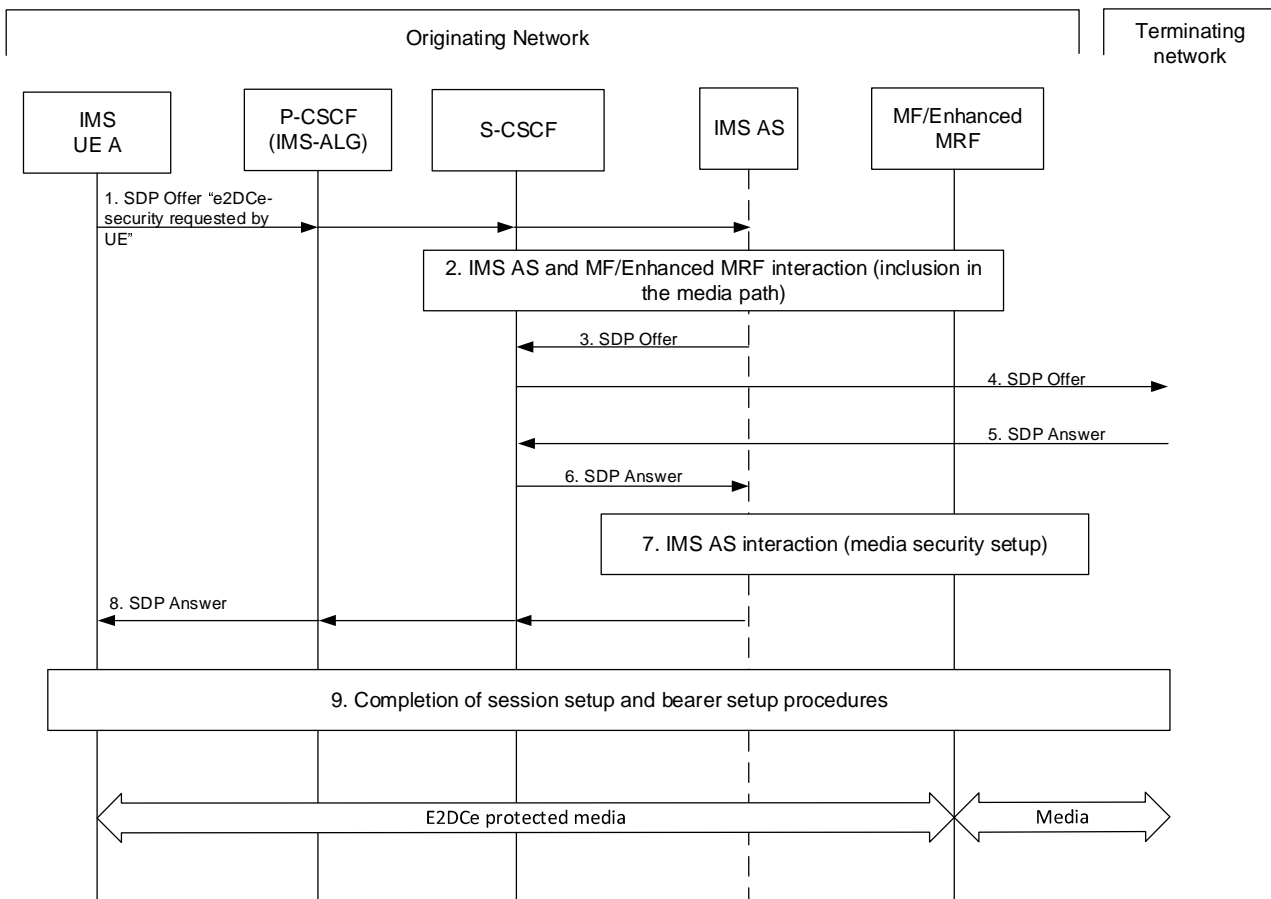 Originating Network
Terminating
network
IMS
UE A
P-CSCF
(IMS-ALG)
S-CSCF
IMS AS
MF/Enhanced
MRF
1. SDP Offer “e2DCe-
security requested by
UE”
2. IMS AS and MF/Enhanced MRF interaction (inclusion in
the media path)
3. SDP Offer
4. SDP Offer
5. SDP Answer
6. SDP Answer
7. IMS AS interaction (media security setup)
8. SDP Answer
9. Completion of session setup and bearer setup procedures
E2DCe protected media
Media